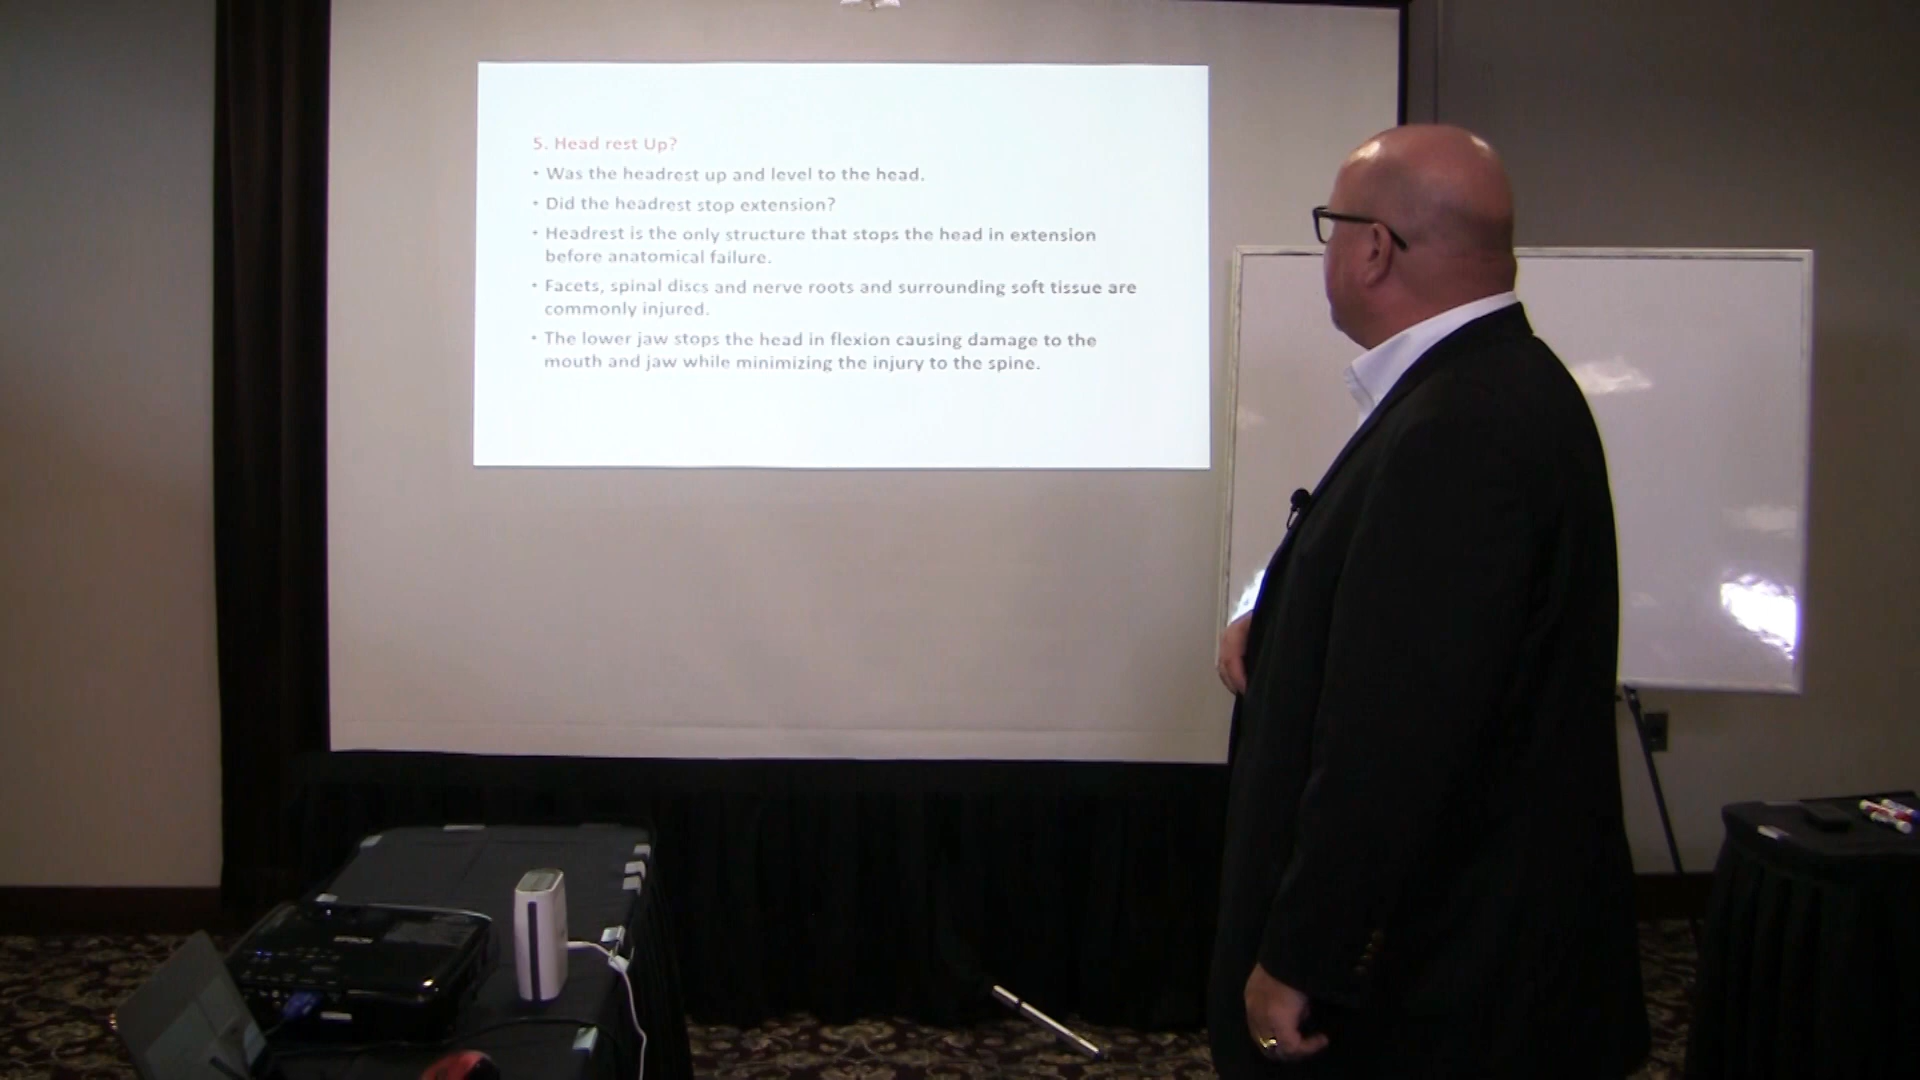 5. Head rest Up?
• Was the headrest up and level to the head.
• Did the headrest stop extension?
• Headrest is the only structure that stops the head in extension
before anatomical failure.
• Facets, spinal discs and nerve roots and surrounding soft tissue are
commonly injured.
• The lower jaw stops the head in flexion causing damage to the
mouth and jaw while minimizing the injury to the spine.
EPSON